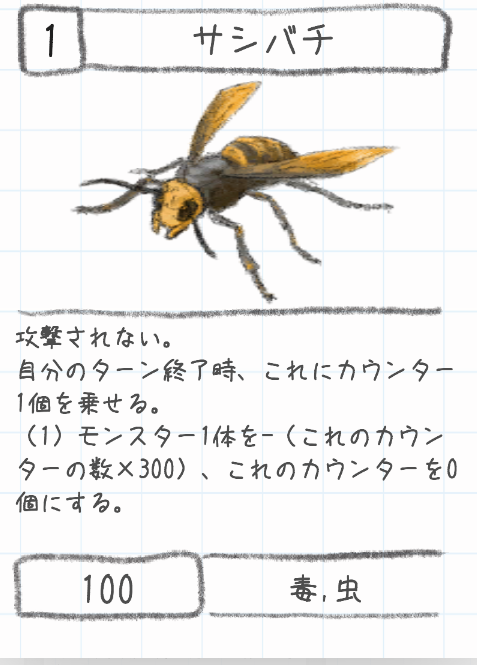 1
サシバチ
攻撃されない。
自分のターン終了時、これにカウンター
1個を乗せる。
（1）モンスター1体を-（これのカウン
ターの数×300）、これのカウンターを0
個にする。
100
毒,虫